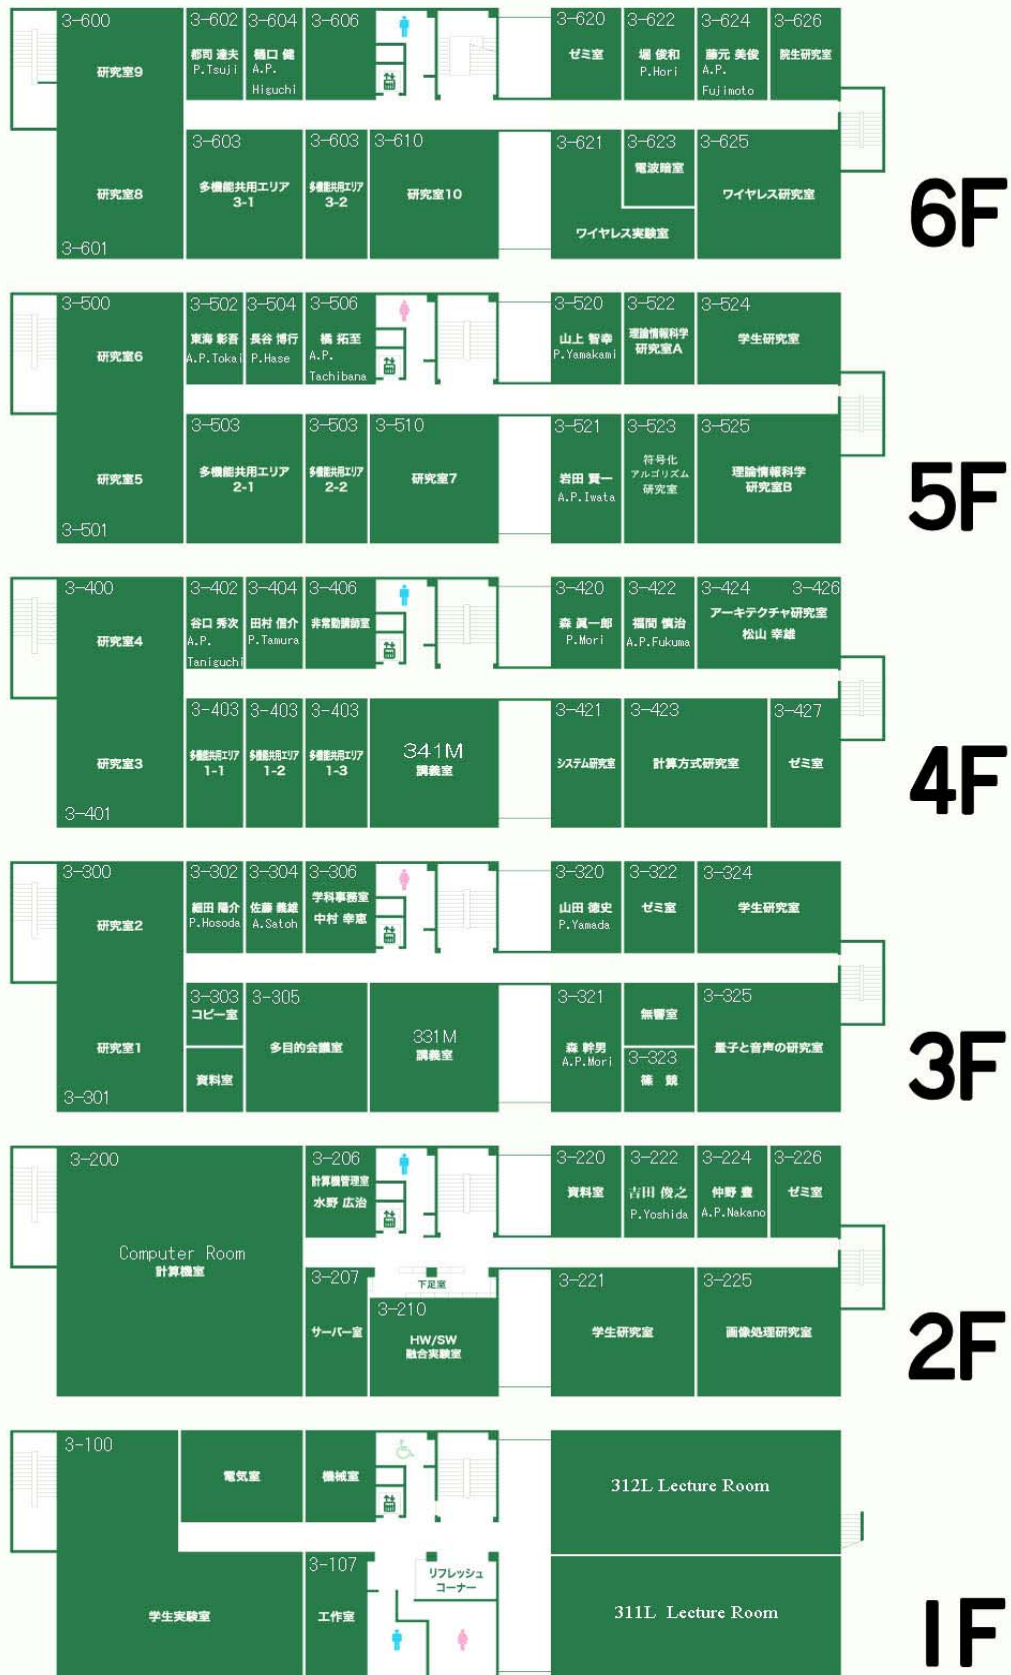 3-600
研究室9
3-602
都司 達夫
P.Tsuji
3-604
樋口 健
A.P.
Higuchi
3-606
3-620
ゼミ室
3-622
堀 俊和
P.Hori
3-624
藤元 美俊
A.P.
Fujimoto
3-626
院生研究室
研究室8
3-601
3-603
多機能共用エリア
3-1
3-603
多機能共用エリア
3-2
3-610
研究室10
3-621
ワイヤレス実験室
3-623
電波暗室
3-625
ワイヤレス研究室
6F
3-500
研究室6
3-502
東海 彰吾
A.P.Tokai
3-504
長谷 博行
P.Hase
3-506
橘 拓至
A.P.
Tachibana
3-520
山上 智幸
P.Yamakami
3-522
理論情報科学
研究室A
3-524
学生研究室
研究室5
3-501
3-503
多機能共用エリア
2-1
3-503
多機能共用エリア
2-2
3-510
研究室7
3-521
岩田 賢一
A.P.Iwata
3-523
符号化
アルゴリズム
研究室
3-525
理論情報科学
研究室B
5F
3-400
研究室4
3-402
谷口 秀次
A.P.
Taniguchi
3-404
田村 信介
P.Tamura
3-406
非常勤講師室
3-420
森 眞一郎
P.Mori
3-422
福間 慎治
A.P.Fukuma
3-424
3-426
アーキテクチャ研究室
松山 幸雄
研究室3
3-401
3-403
多機能共用エリア
1-1
3-403
多機能共用エリア
1-2
3-403
多機能共用エリア
1-3
341M
講義室
3-421
システム研究室
3-423
計算方式研究室
3-427
ゼミ室
4F
3-300
研究室2
3-302
細田 陽介
P.Hosoda
3-304
佐藤 義雄
A.Satoh
3-306
学科事務室
中村 幸恵
3-320
山田 徳史
P.Yamada
3-322
ゼミ室
3-324
学生研究室
研究室1
3-301
3-303
コピー室
資料室
3-305
多目的会議室
331M
講義室
3-321
森 幹男
A.P.Mori
無響室
3-323
篠 競
3-325
量子と音声の研究室
3F
3-200
Computer Room
計算機室
3-206
計算機管理室
水野 広治
3-220
資料室
3-222
吉田 俊之
P.Yoshida
3-224
仲野 豊
A.P.Nakano
3-226
ゼミ室
3-207
サーバー室
下足室
3-210
HW/SW
融合実験室
3-221
学生研究室
3-225
画像処理研究室
2F
3-100
電気室
機械室
312L Lecture Room
学生実験室
3-107
工作室
リフレッシュ
コーナー
311L Lecture Room
1F